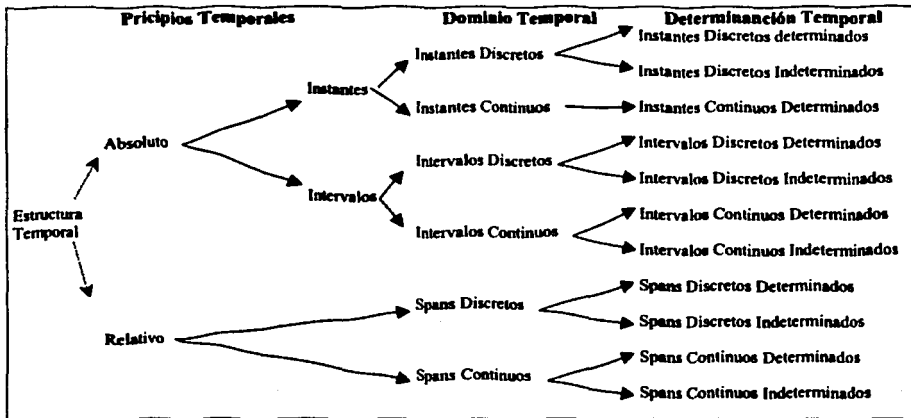 Pricipios Temporales Dominio Temporal Determinanción Temporal
Instantes Discretos determinados
Instantes Discretos
Instantes Discretos Indeterminados
Instantes
Instantes Continuos
Instantes Continuos Determinados
Absoluto
Intervalos Discretos Determinados
Intervalos Discretos
Intervalos Discretos Indeterminados
Intervalos
Estructura
Temporal
Intervalos Continuos Determinados
Intervalos Continuos
Intervalos Continuos Indeterminados
Spans Discretos Determinados
Spans Discretos
Spans Discretos Indeterminados
Relativo
Spans Continuos Determinados
Spans Continuos
Spans Continuos Indeterminados